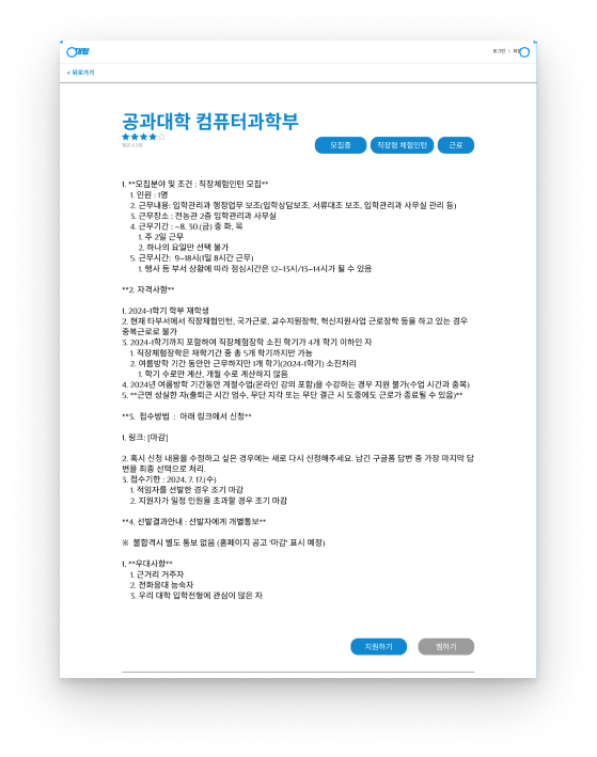 로그인
< 뒤로가기
공과대학 컴퓨터과학부
모집중 직장형 체험인턴 근로
1. **모집분야 및 조건 : 직장체험인턴 모집**
1. 인원 : 1명
2. 근무내용: 입학관리과 행정업무 보조(입학상담보조, 서류대조 보조, 입학관리과 사무실 관리 등)
3. 근무장소 : 전농관 2층 입학관리과 사무실
4. 근무기간 : ~8. 30.(금) 중 화, 목
1. 주 2일 근무
2. 하나의 요일만 선택 불가
5. 근무시간: 9~18시(1일 8시간 근무)
1. 행사 등 부서 상황에 따라 점심시간은 12~13시/13~14시가 될 수 있음
**2. 자격사항**
1. 2024-1학기 학부 재학생
2. 현재 타부서에서 직장체험인턴, 국가근로, 교수지원장학, 혁신지원사업 근로장학 등을 하고 있는 경우
중복근로로 불가
3. 2024-1학기까지 포함하여 직장체험장학 소진 학기가 4개 학기 이하인 자
1. 직장체험장학은 재학기간 중 총 5개 학기까지만 가능
2. 여름방학 기간 동안만 근무하지만 1개 학기(2024-1학기) 소진처리
1. 학기 수로만 계산, 개월 수로 계산하지 않음
4. 2024년 여름방학 기간동안 계절수업(온라인 강의 포함)을 수강하는 경우 지원 불가(수업 시간과 중복)
5. **근면 성실한 자(출퇴근 시간 엄수, 무단 지각 또는 무단 결근 시 도중에도 근로가 종료될 수 있음)**
**3. 접수방법 : 아래 링크에서 신청**
1. 링크: [마감]
2. 혹시 신청 내용을 수정하고 싶은 경우에는 새로 다시 신청해주세요. 남긴 구글폼 답변 중 가장 마지막 답
변을 최종 선택으로 처리.
3. 접수기한 : 2024. 7. 17.(수)
1. 적임자를 선발한 경우 조기 마감
2. 지원자가 일정 인원을 초과할 경우 조기 마감
**4. 선발결과안내 : 선발자에게 개별통보**
※ 불합격시 별도 통보 없음 (홈페이지 공고 '마감' 표시 예정)
1. **우대사항**
1. 근거리 거주자
2. 전화응대 능숙자
3. 우리 대학 입학전형에 관심이 많은 자
지원하기 찜하기